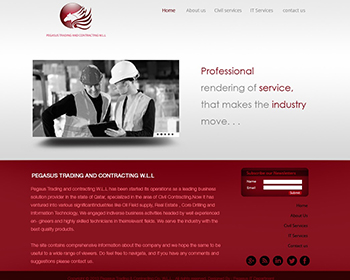 Home   About us   Civil services   IT Services   contact us
PEGASUS TRADING AND CONTRACTING W.L.L
Professional
rendering of service,
that makes the industry
move. . .
PEGASUS TRADING AND CONTRACTING W.L.L
Pegasus Trading and contracting W.L.L has been started its operations as a leading business
solution provider in the state of Qatar, specialized in the area of Civil Contracting.Now it has
ventured into various significant industries like Oil Field supply, Real Estate , Core Drilling and
Information Technology. We engaged indiverse business activities headed by well experienced
en- gineers and highly skilled technicians in their relevant fields. We serve the industry with the
best quality products.
The site contains comprehensive information about the company and we hope the same to be
useful to a wide range of viewers. Do feel free to navigate, and if you have any comments and
suggestions please contact us.
Name
Email
Submit
Home
About Us
Civil Services
IT Services
Contact us